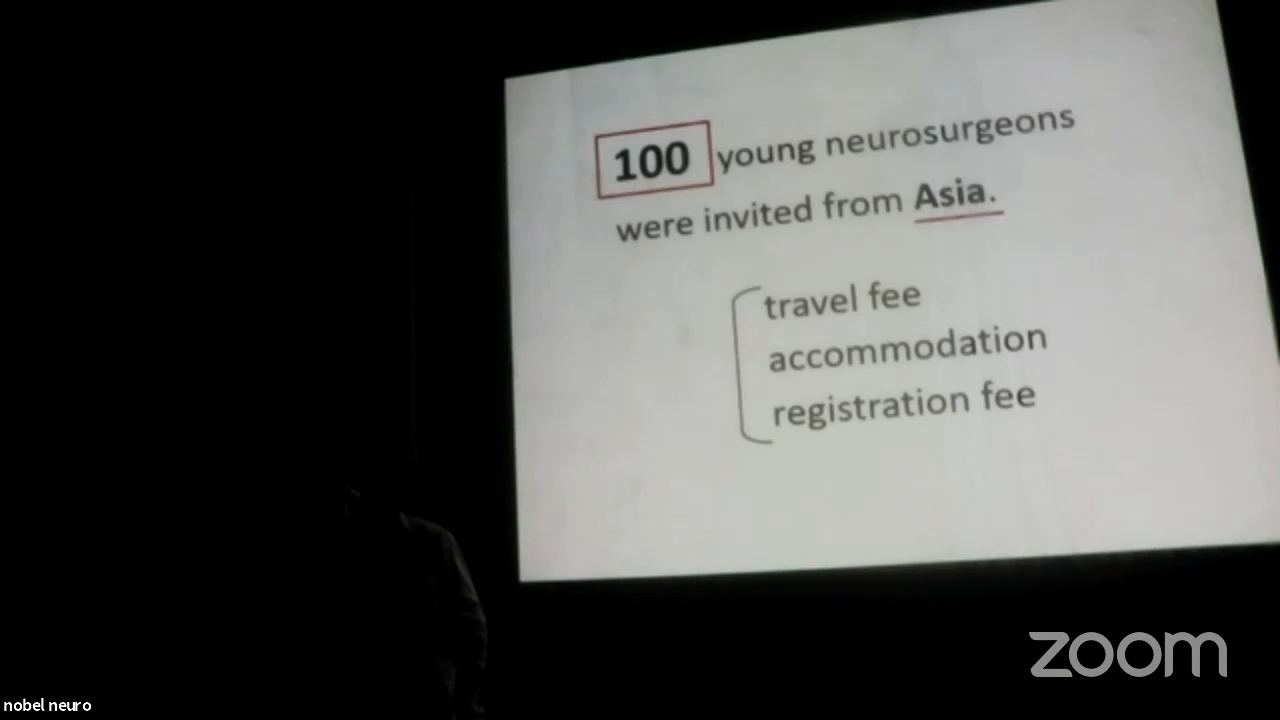 100 young neurosurgeons
were invited from Asia.
travel fee
accommodation
registration fee
zoom
nobel neuro